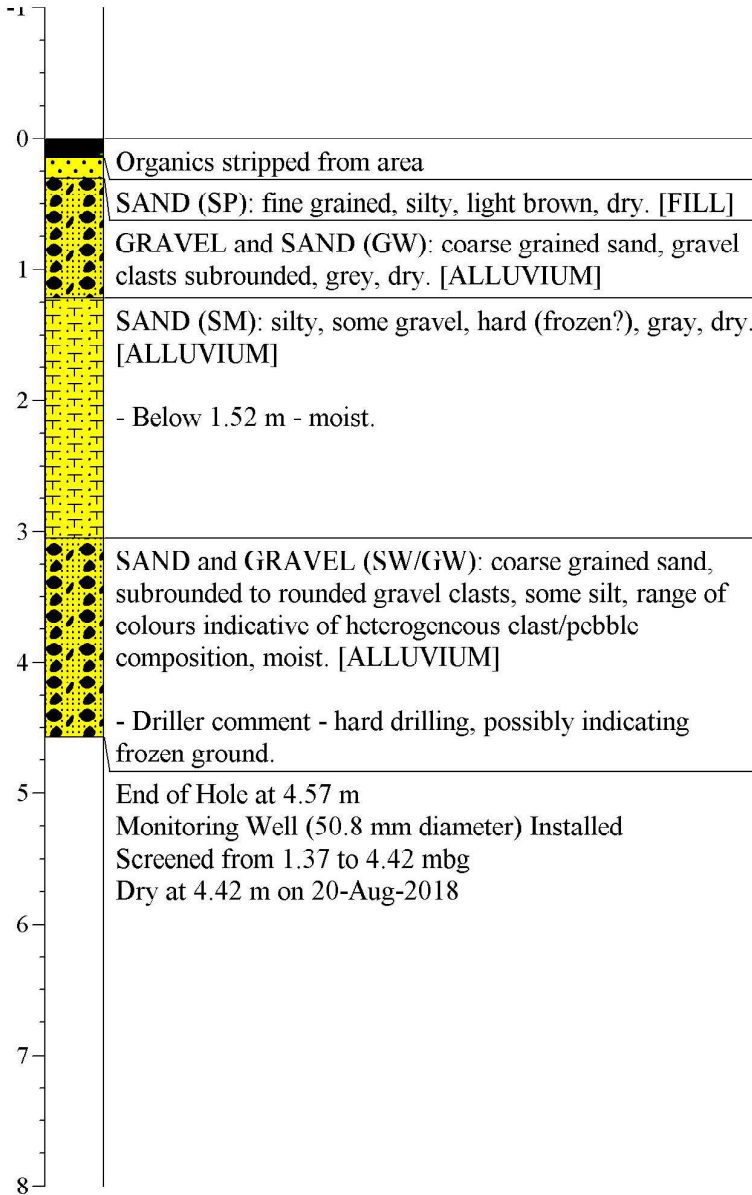 -1
0
Organics stripped from area
SAND (SP): fine grained, silty, light brown, dry. [FILL]
GRAVEL and SAND (GW): coarse grained sand, gravel
clasts subrounded, grey, dry. [ALLUVIUM]
1
SAND (SM): silty, some gravel, hard (frozen?), gray, dry.
[ALLUVIUM]
2
- Below 1.52 m - moist.
3
SAND and GRAVEL (SW/GW): coarse grained sand,
subrounded to rounded gravel clasts, some silt, range of
colours indicative of heterogeneous clast/pebble
composition, moist. [ALLUVIUM]
4
- Driller comment - hard drilling, possibly indicating
frozen ground.
5
End of Hole at 4.57 m
Monitoring Well (50.8 mm diameter) Installed
Screened from 1.37 to 4.42 mbg
Dry at 4.42 m on 20-Aug-2018
6
7
8